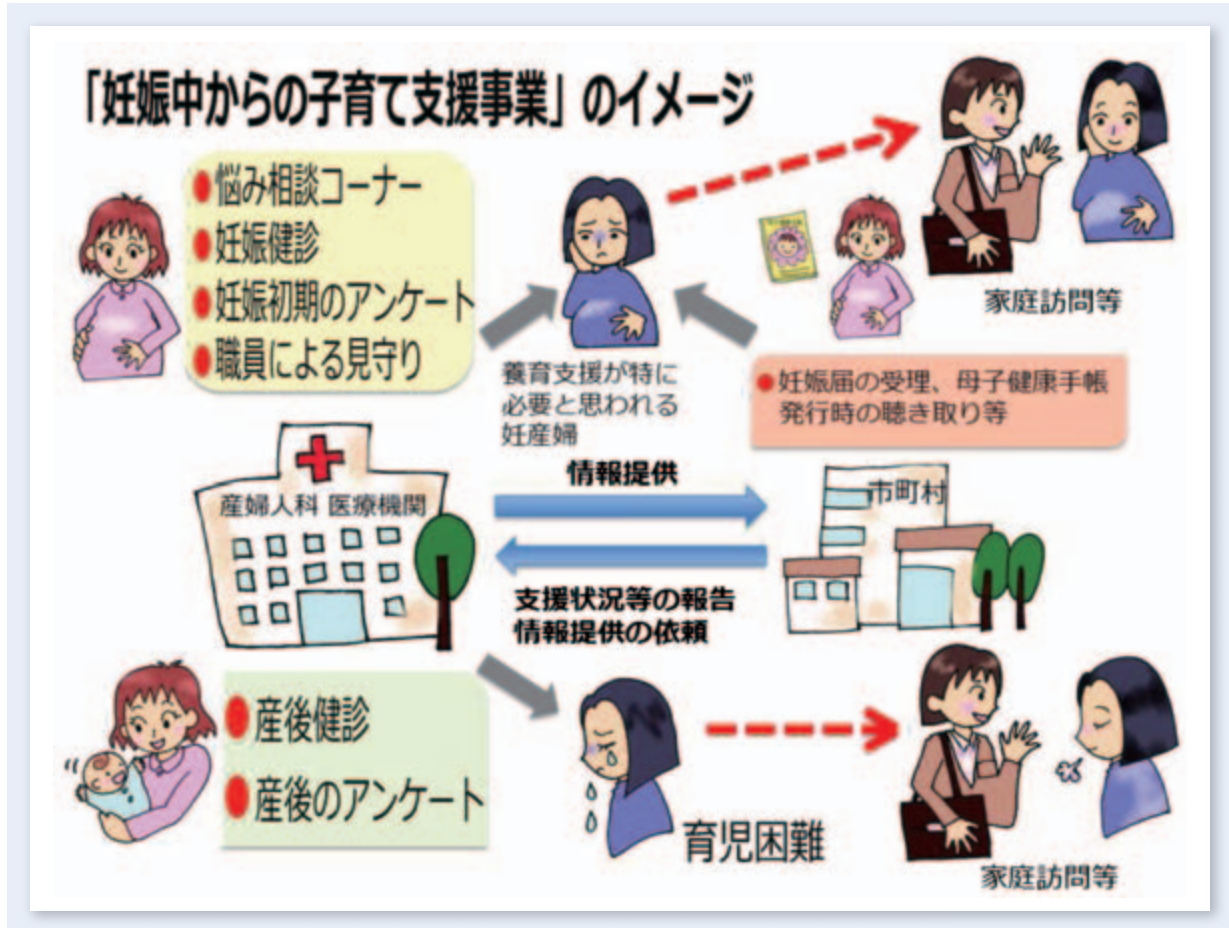 「妊娠中からの子育て支援事業」のイメージ
●悩み相談コーナー
●妊娠健診
●妊娠初期のアンケート
●職員による見守り
養育支援が特に
必要と思われる
妊産婦
家庭訪問等
●妊娠届の受理、母子健康手帳
発行時の聴き取り等
産婦人科 医療機関
情報提供
市町村
支援状況等の報告
情報提供の依頼
●産後健診
●産後のアンケート
育児困難
家庭訪問等